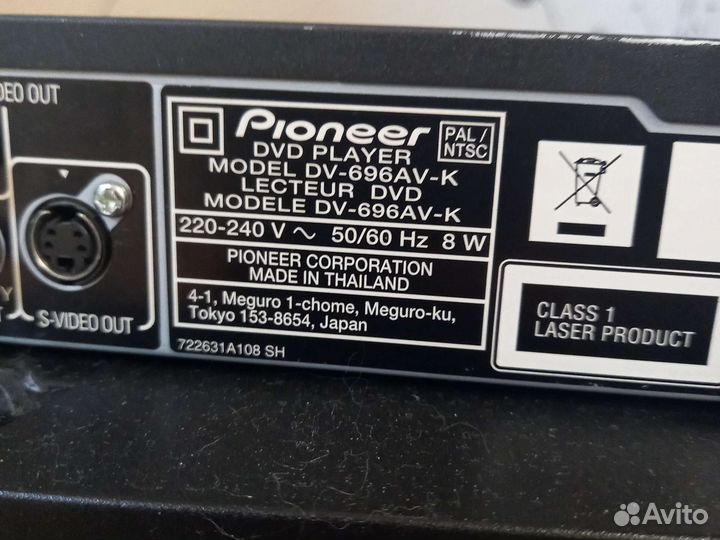 DEO OUT
Pioneer
PAL/
NTSC
DVD PLAYER
MODEL DV-696AV-K
LECTEUR DVD
MODELE DV-696AV-K
220-240 V ~ 50/60 Hz 8 W
PIONEER CORPORATION
MADE IN THAILAND
4-1, Meguro 1-chome, Meguro-ku,
Tokyo 153-8654, Japan
722631A108 SH
Y
T
S-VIDEO OUT
CLASS 1
LASER PRODUCT
Avito